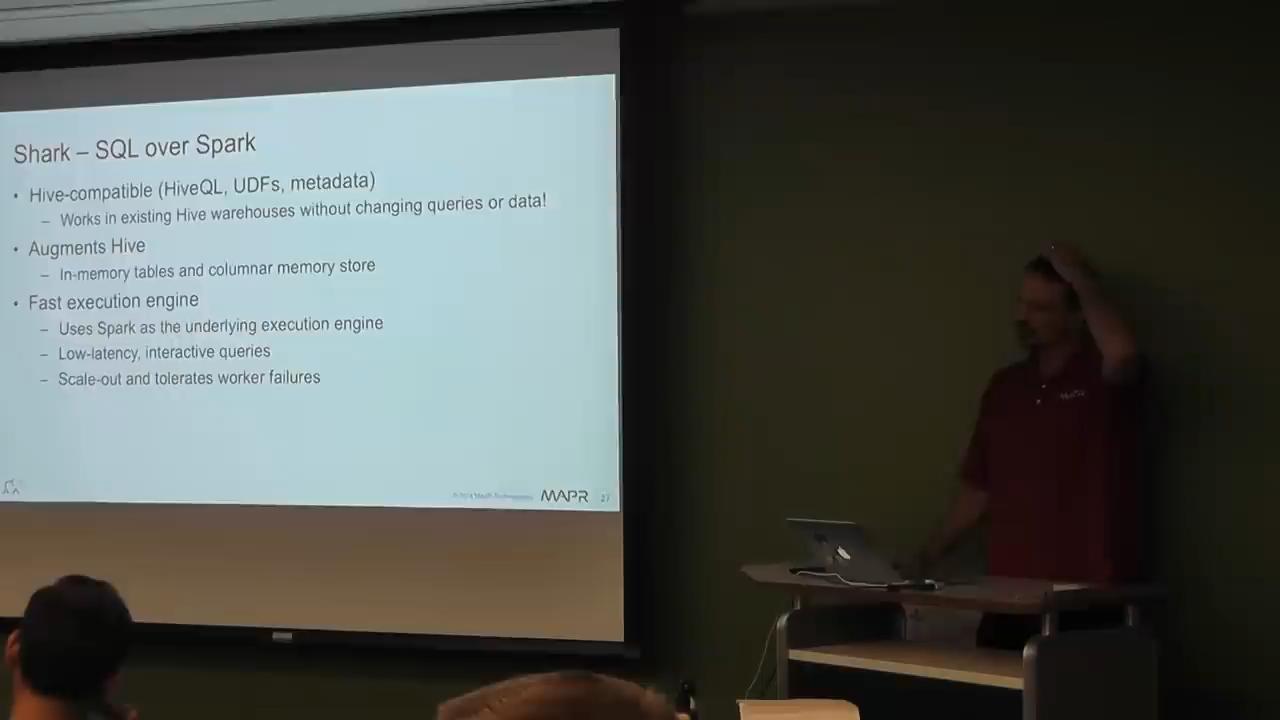 Shark – SQL over Spark
• Hive-compatible (HiveQL, UDFs, metadata)
– Works in existing Hive warehouses without changing queries or data!
• Augments Hive
– In-memory tables and columnar memory store
• Fast execution engine
– Uses Spark as the underlying execution engine
– Low-latency, interactive queries
– Scale-out and tolerates worker failures
MAPR 27
MAPR